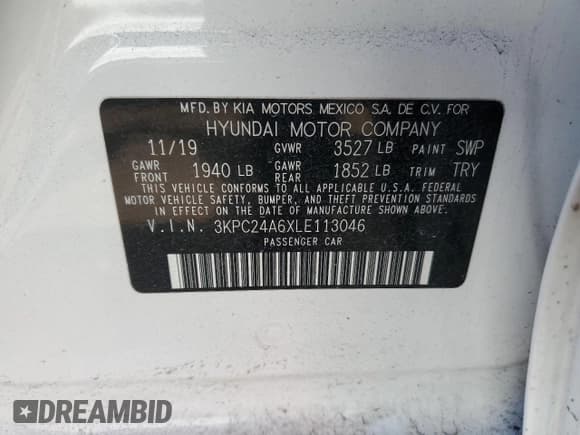 MFD. BY KIA MOTORS MEXICO S.A. DE C.V. FOR
HYUNDAI MOTOR COMPANY
11/19 GVWR 3527 LB PAINT SWP
GAWR FRONT 1940 LB GAWR REAR 1852 LB TRIM TRY
THIS VEHICLE CONFORMS TO ALL APPLICABLE U.S.A. FEDERAL
MOTOR VEHICLE SAFETY, BUMPER, AND THEFT PREVENTION STANDARDS
IN EFFECT ON THE DATE OF MANUFACTURE SHOWN ABOVE.
V.I.N. 3KPC24A6XLE113046
PASSENGER CAR
DREAMBID